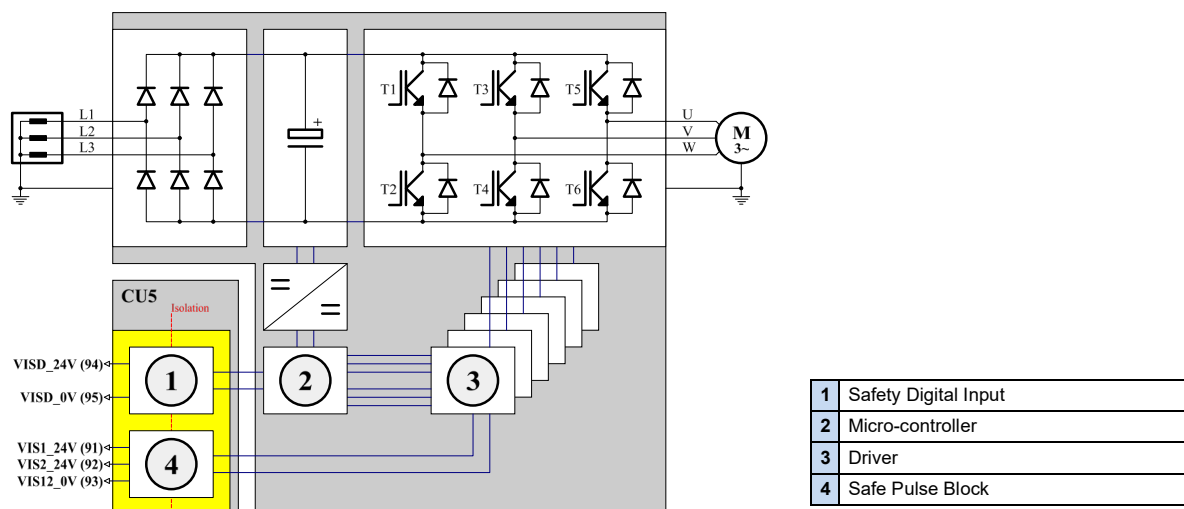 T1
T3
T5
L1
L2
L3
+
U
V
W
M
3~
T2
T4
T6
CU5
Isolation
VISD_24V (94)
VISD_0V (95)
1
2
3
VIS1_24V (91)
VIS2_24V (92)
VIS12_0V (93)
4
1 Safety Digital Input
2 Micro-controller
3 Driver
4 Safe Pulse Block